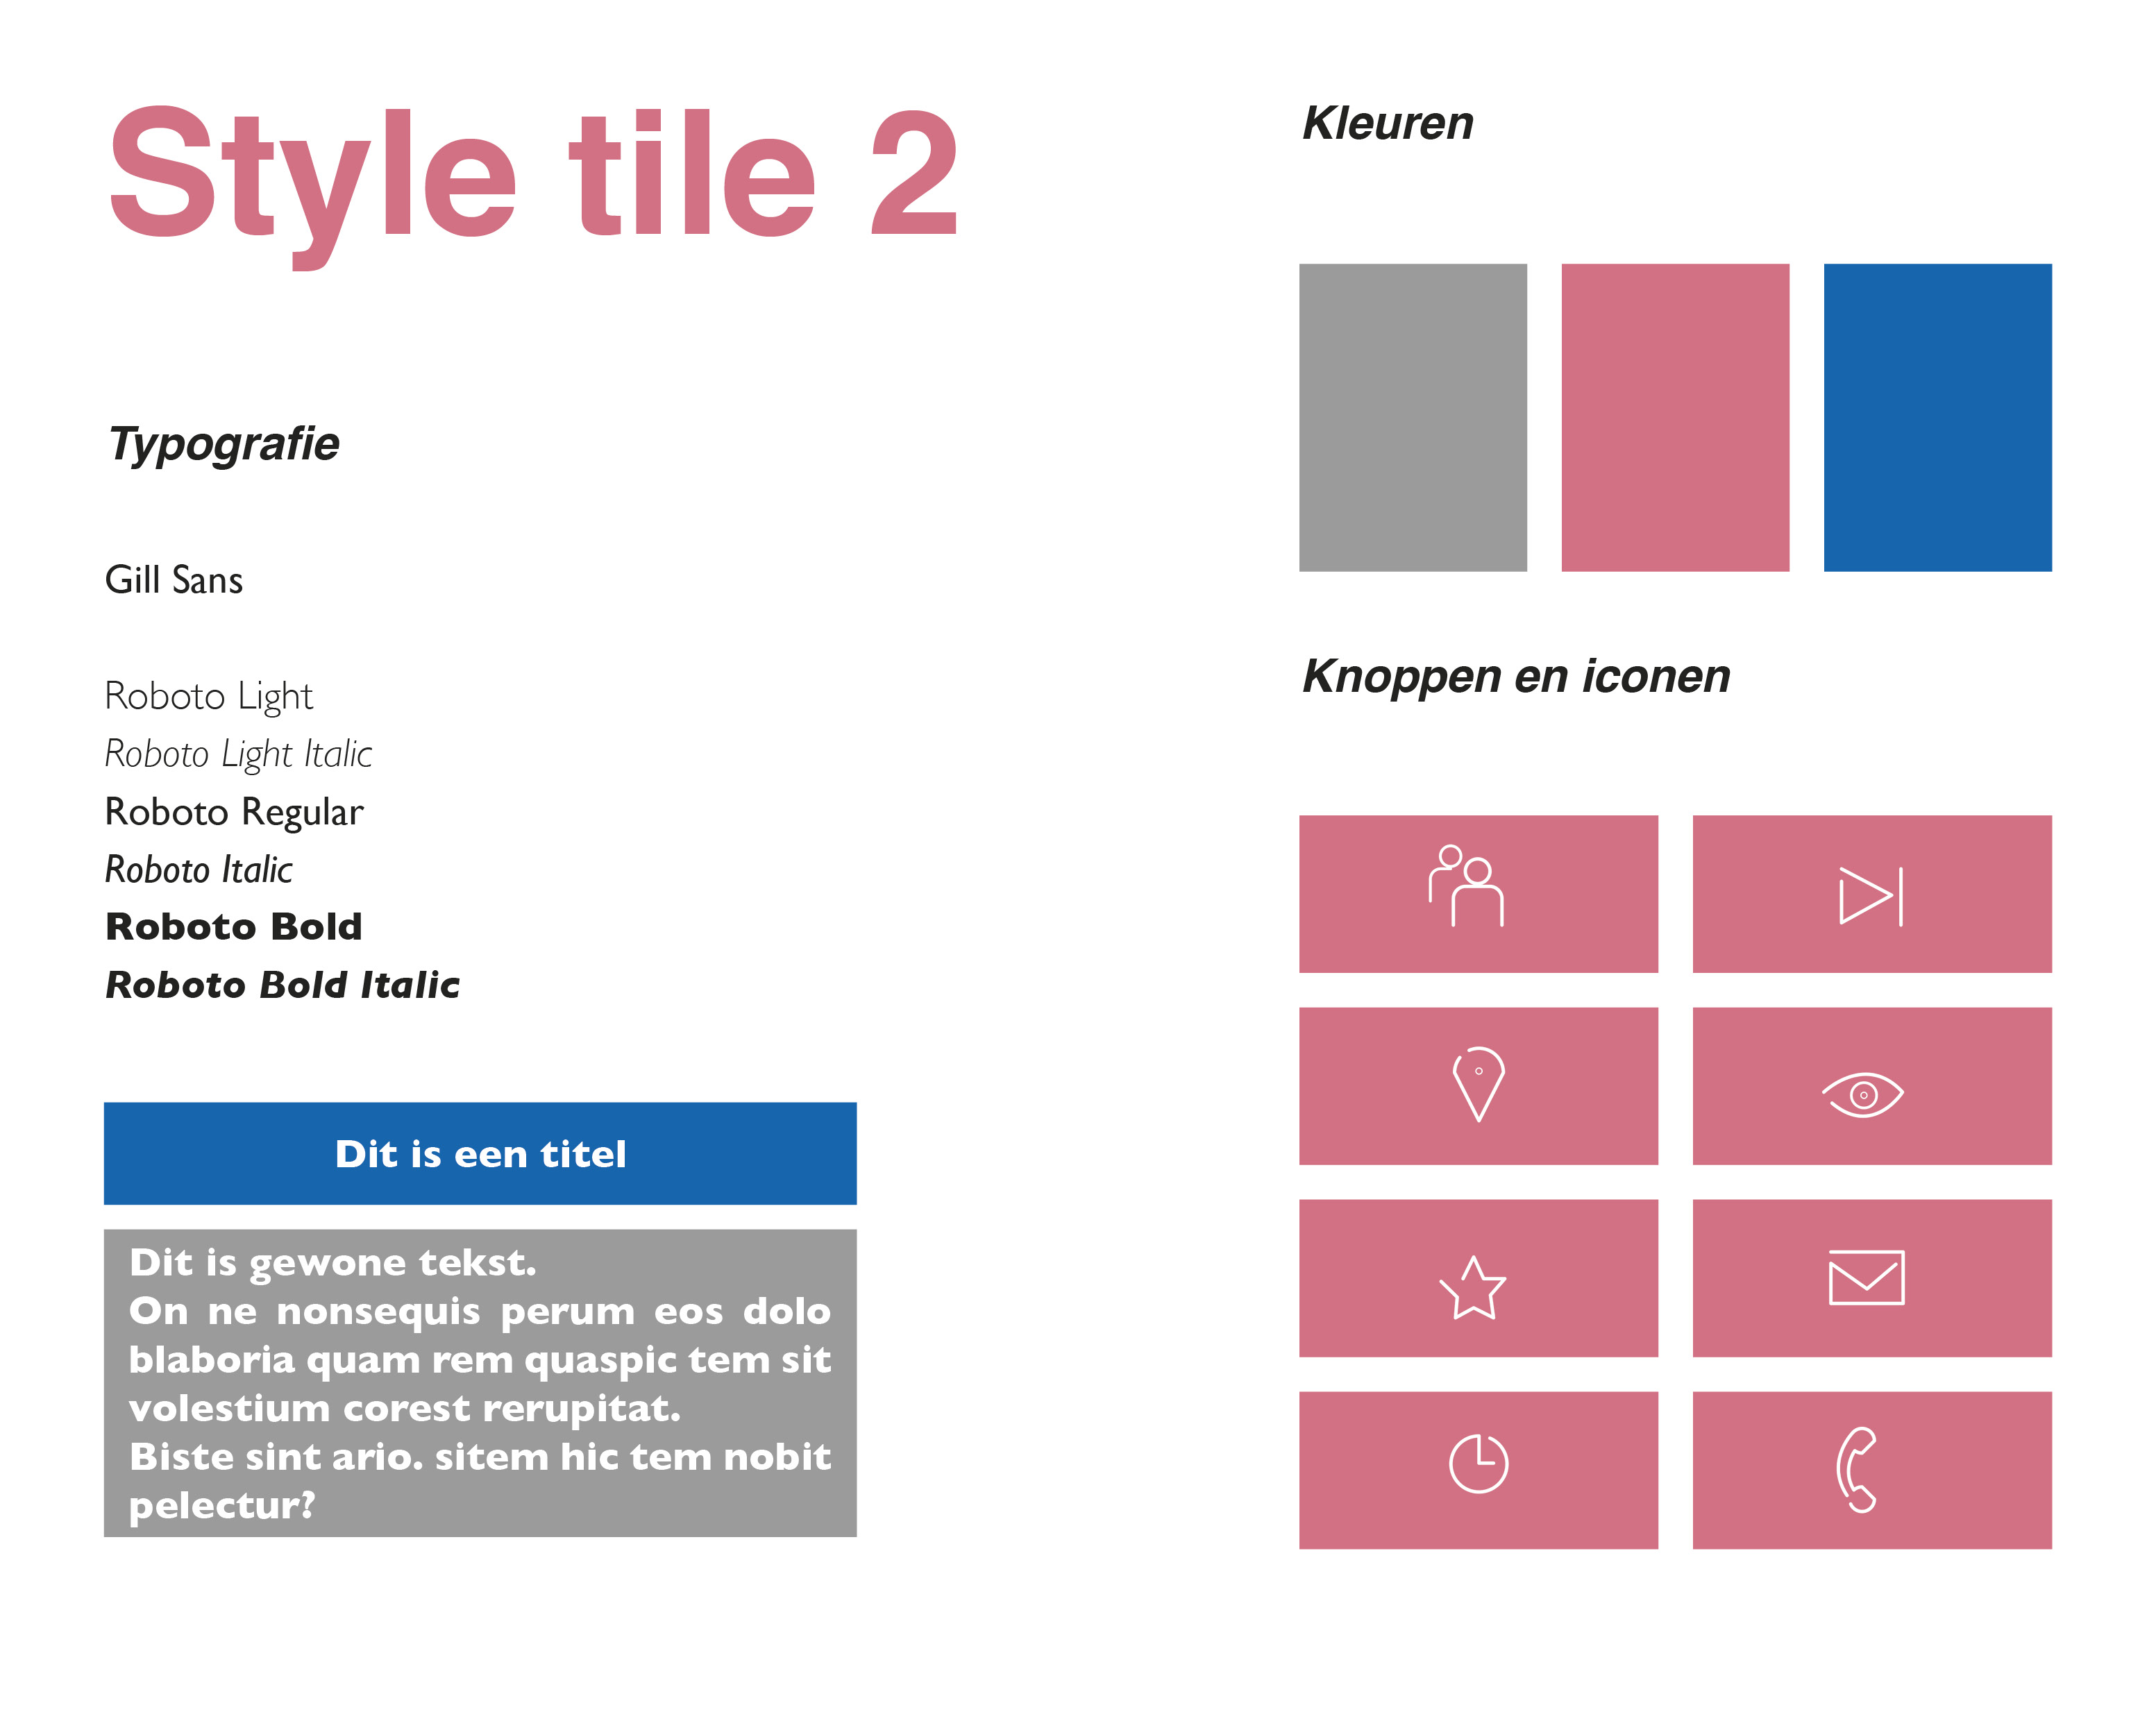 Style tile 2
Typografie
Gill Sans
Roboto Light
Roboto Light Italic
Roboto Regular
Roboto Italic
Roboto Bold
Roboto Bold Italic
Dit is een titel
Dit is gewone tekst.
On ne nonsequis perum eos dolo
blaboria quam rem quaspic tem sit
volestium corest rerupitat.
Biste sint ario. sitem hic tem nobit
pelectur?
Kleuren
Knoppen en iconen